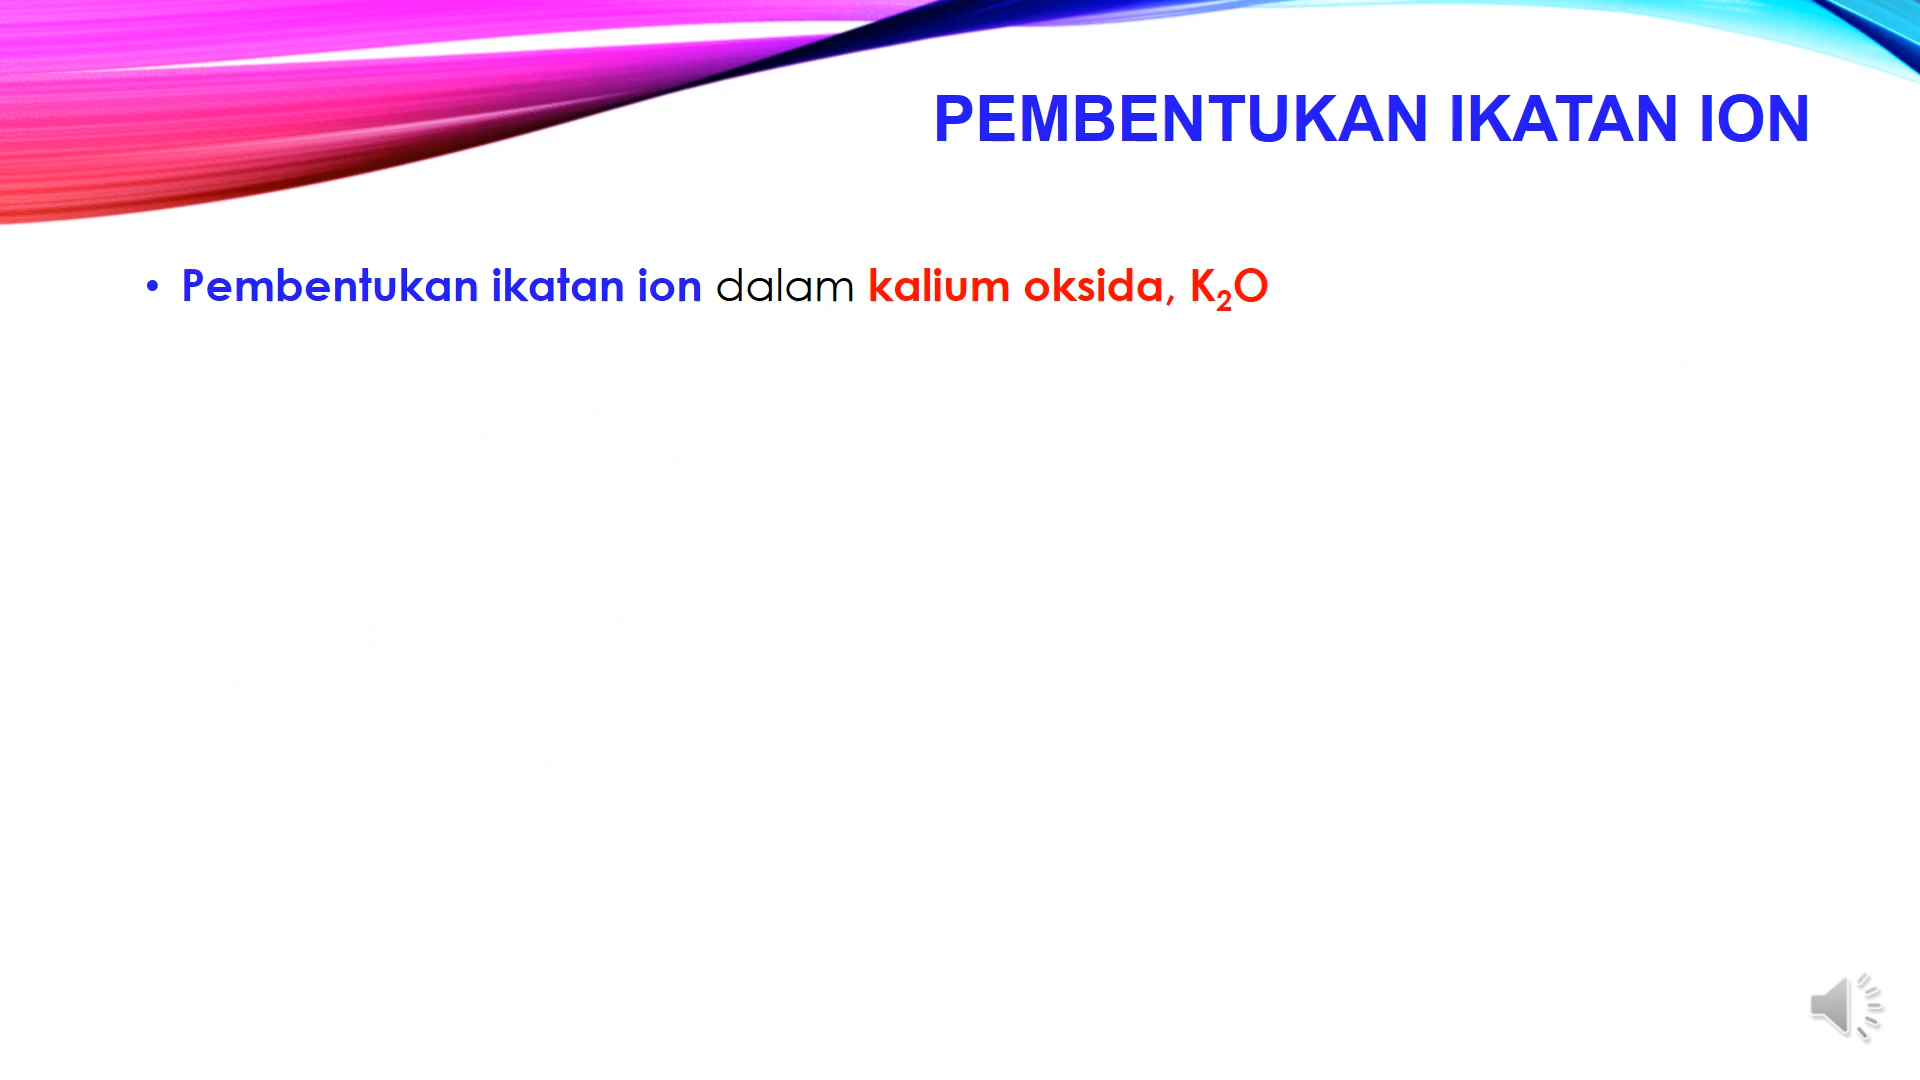 PEMBENTUKAN IKATAN ION
• Pembentukan ikatan ion dalam kalium oksida, K₂O